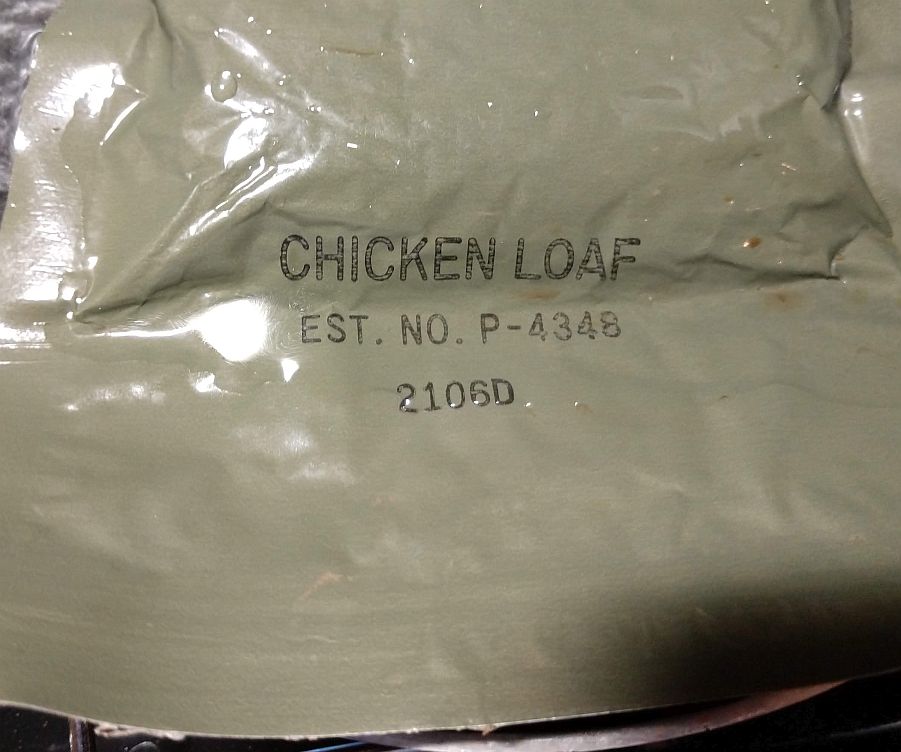 CHICKEN LOAF
EST. NO. P-4348
2106D